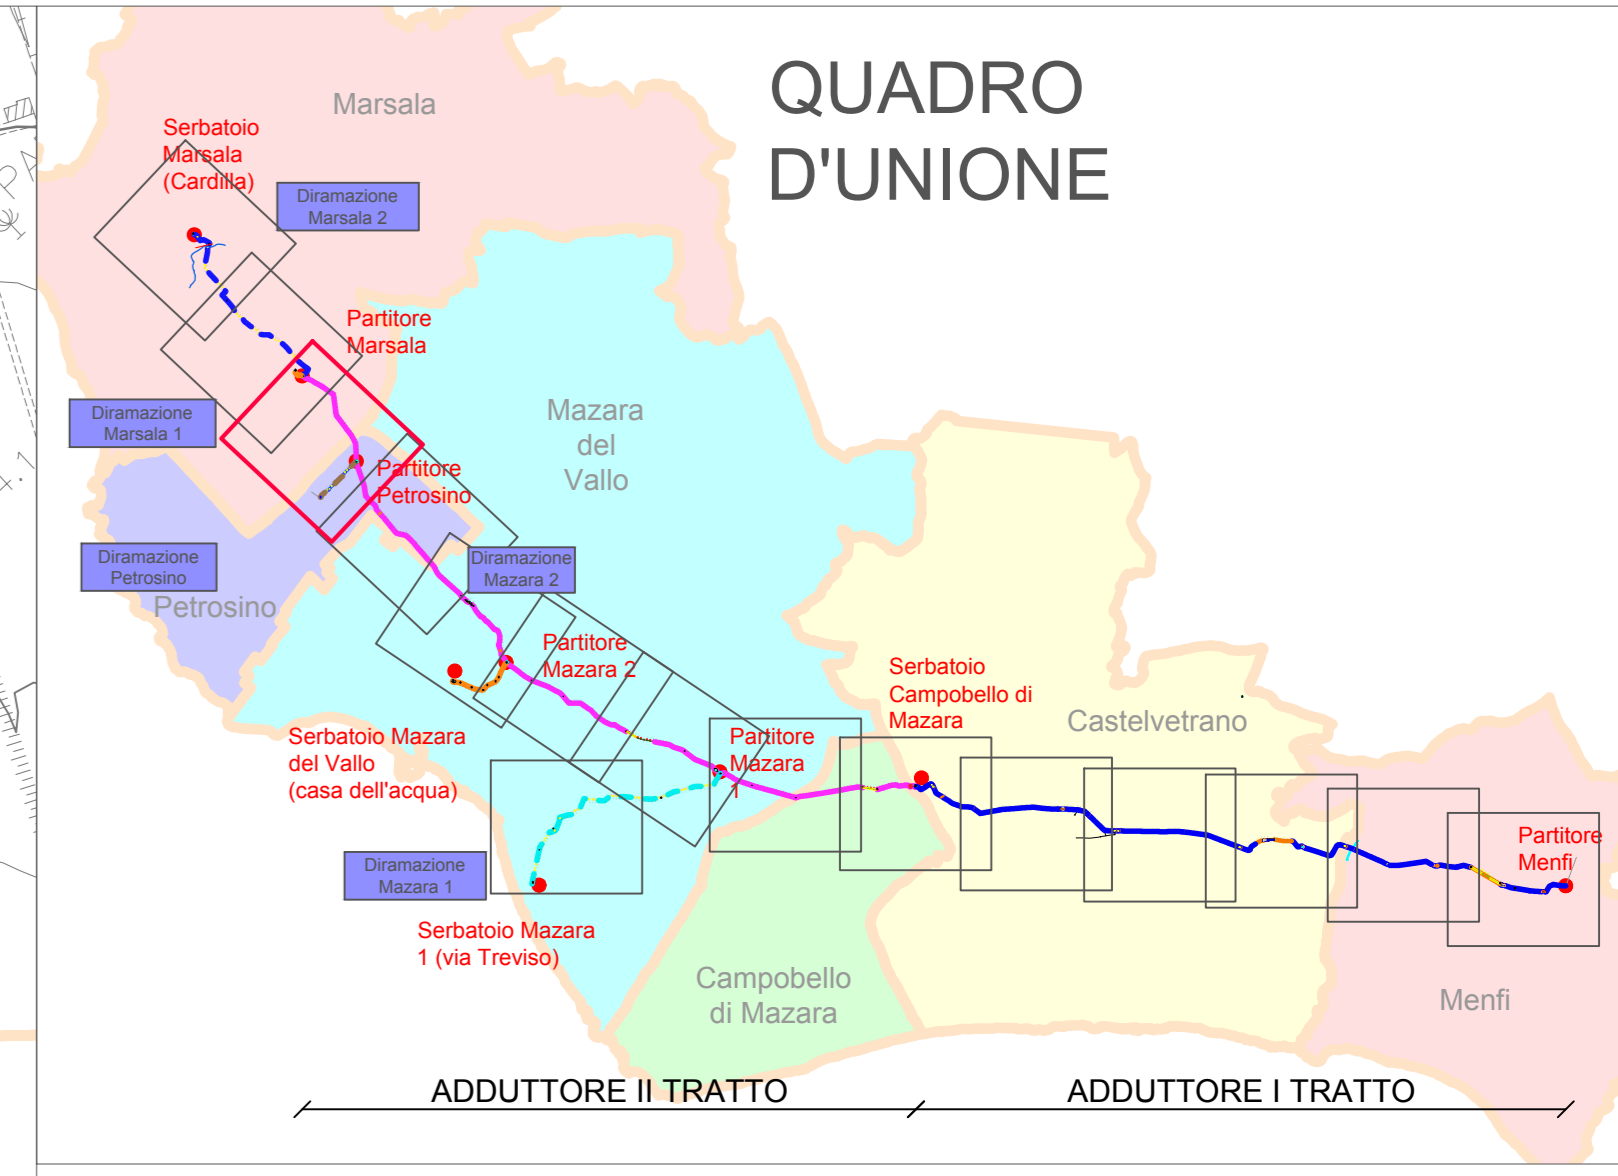 QUADRO
D'UNIONE
Marsala
Serbatoio
Marsala
(Cardilla)
Diramazione
Marsala 2
Partitore
Marsala
Diramazione
Marsala 1
Mazara
del
Vallo
Partitore
Petrosino
Diramazione
Petrosino
Petrosino
Diramazione
Mazara 2
Partitore
Mazara 2
Serbatoio
Campobello di
Mazara
Castelvetrano
Serbatoio Mazara
del Vallo
(casa dell'acqua)
Partitore
Mazara
1
Partitore
Menfi
Diramazione
Mazara 1
Serbatoio Mazara
1 (via Treviso)
Campobello
di Mazara
Menfi
ADDUTTORE II TRATTO
ADDUTTORE I TRATTO